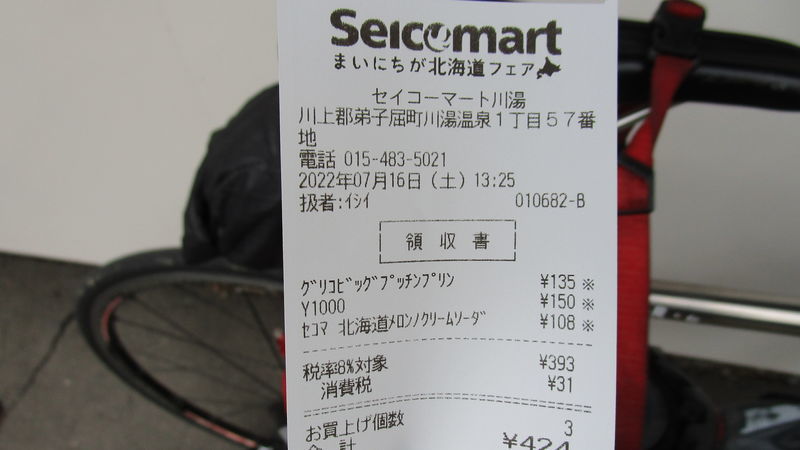 Seicomart
まいにちが北海道フェア
セイコーマート川湯
川上郡弟子屈町川湯温泉1丁目57番
地
電話 015-483-5021
2022年07月16日(土) 13:25
扱者:ｲｼｲ 010682-B
領収書
ｸﾞﾘｺﾋﾞｯｸﾞﾌﾟｯﾁﾝﾌﾟﾘﾝ ¥135 ※
Y1000 ¥150 ※
ｾｺﾏ 北海道ﾒﾛﾝﾉｸﾘｰﾑｿｰﾀﾞ ¥108 ※
税率8%対象 ¥393
消費税 ¥31
お買上げ個数 3
合 計 ¥424